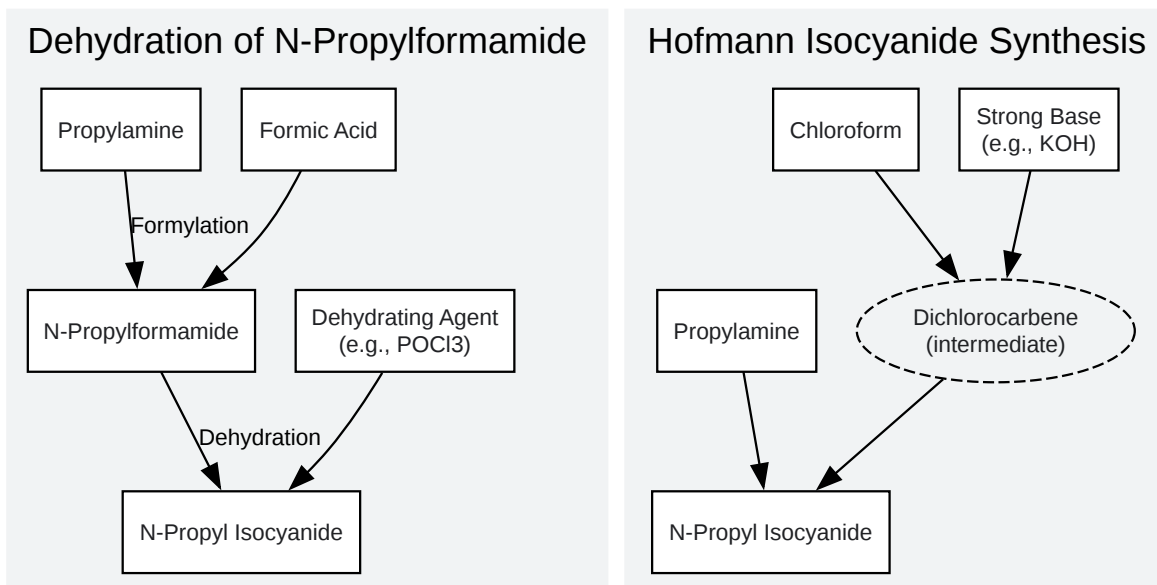 Dehydration of N-Propylformamide
Propylamine
Formic Acid
Formylation
N-Propylformamide
Dehydrating Agent
(e.g., POCl3)
Dehydration
N-Propyl Isocyanide
Hofmann Isocyanide Synthesis
Chloroform
Strong Base
(e.g., KOH)
Propylamine
Dichlorocarbene
(intermediate)
N-Propyl Isocyanide